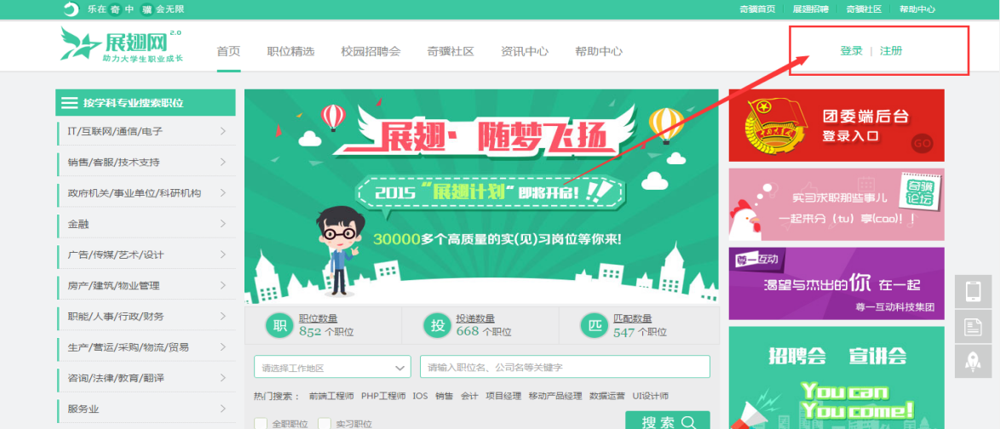 乐在 奇 中 骥 会无限
奇骥首页 展翅招聘 奇骥社区 帮助中心
展翅网 2.0
助力大学生职业成长
首页 职位精选 校园招聘会 奇骥社区 资讯中心 帮助中心
登录 | 注册
按学科专业搜索职位
IT/互联网/通信/电子
销售/客服/技术支持
政府机关/事业单位/科研机构
金融
广告/传媒/艺术/设计
房产/建筑/物业管理
职能/人事/行政/财务
生产/营运/采购/物流/贸易
咨询/法律/教育/翻译
服务业
展翅·随梦飞扬
2015 “展翅计划” 即将开启!!!
30000多个高质量的实(见)习岗位等你来!
职 职位数量
852 个职位
投 投递数量
668 个职位
匹 匹配数量
547 个职位
请选择工作地区
请输入职位名、公司名等关键字
热门搜索： 前端工程师 PHP工程师 IOS 销售 会计 项目经理 移动产品经理 数据运营 UI设计师
全职职位 实习职位
搜 索
团委端后台
登录入口
GO
实习求职那些事儿
一起来分（tu）享(cao)！！
奇骥
论坛
尊一互动
渴望与杰出的你 在一起
尊一互动科技集团
招聘会 宣讲会
You can
You come!